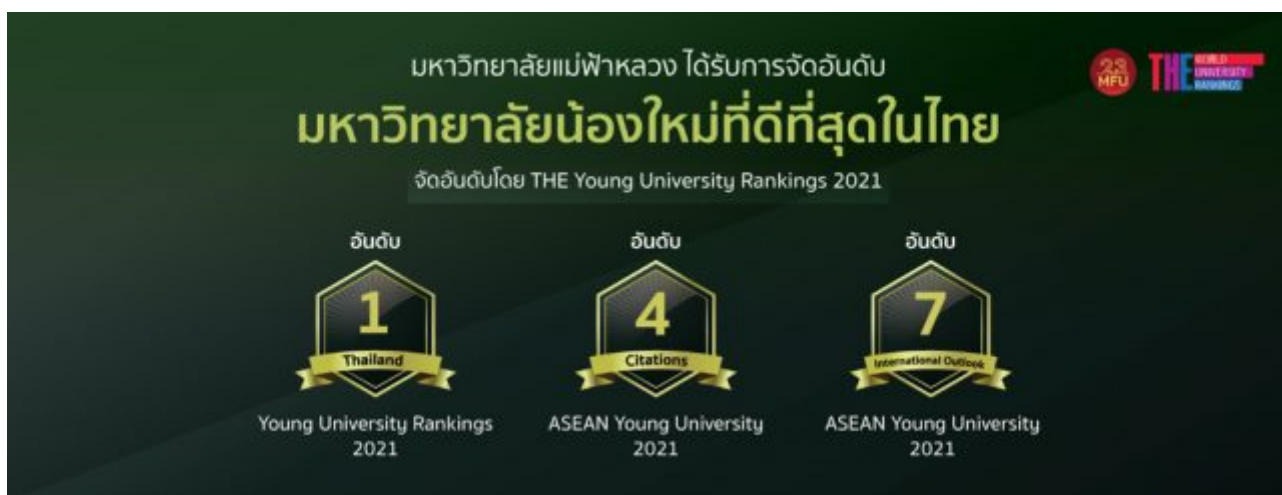 มหาวิทยาลัยแม่ฟ้าหลวง ได้รับการจัดอันดับ
มหาวิทยาลัยน้องใหม่ที่ดีที่สุดในไทย
จัดอันดับโดย THE Young University Rankings 2021
23
MFU
THE WORLD
UNIVERSITY
RANKINGS
อันดับ
1
Thailand
Young University Rankings
2021
อันดับ
4
Citations
ASEAN Young University
2021
อันดับ
7
International Outlook
ASEAN Young University
2021